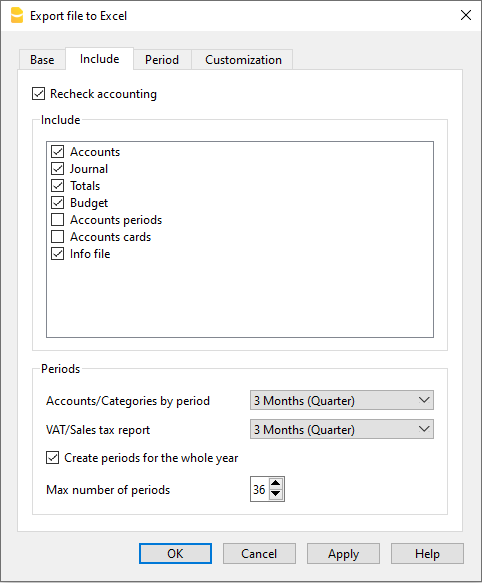 Export file to Excel
Base Include Period Customization
Recheck accounting
Include
Accounts
Journal
Totals
Budget
Accounts periods
Accounts cards
Info file
Periods
Accounts/Categories by period 3 Months (Quarter)
VAT/Sales tax report 3 Months (Quarter)
Create periods for the whole year
Max number of periods 36
OK Cancel Apply Help